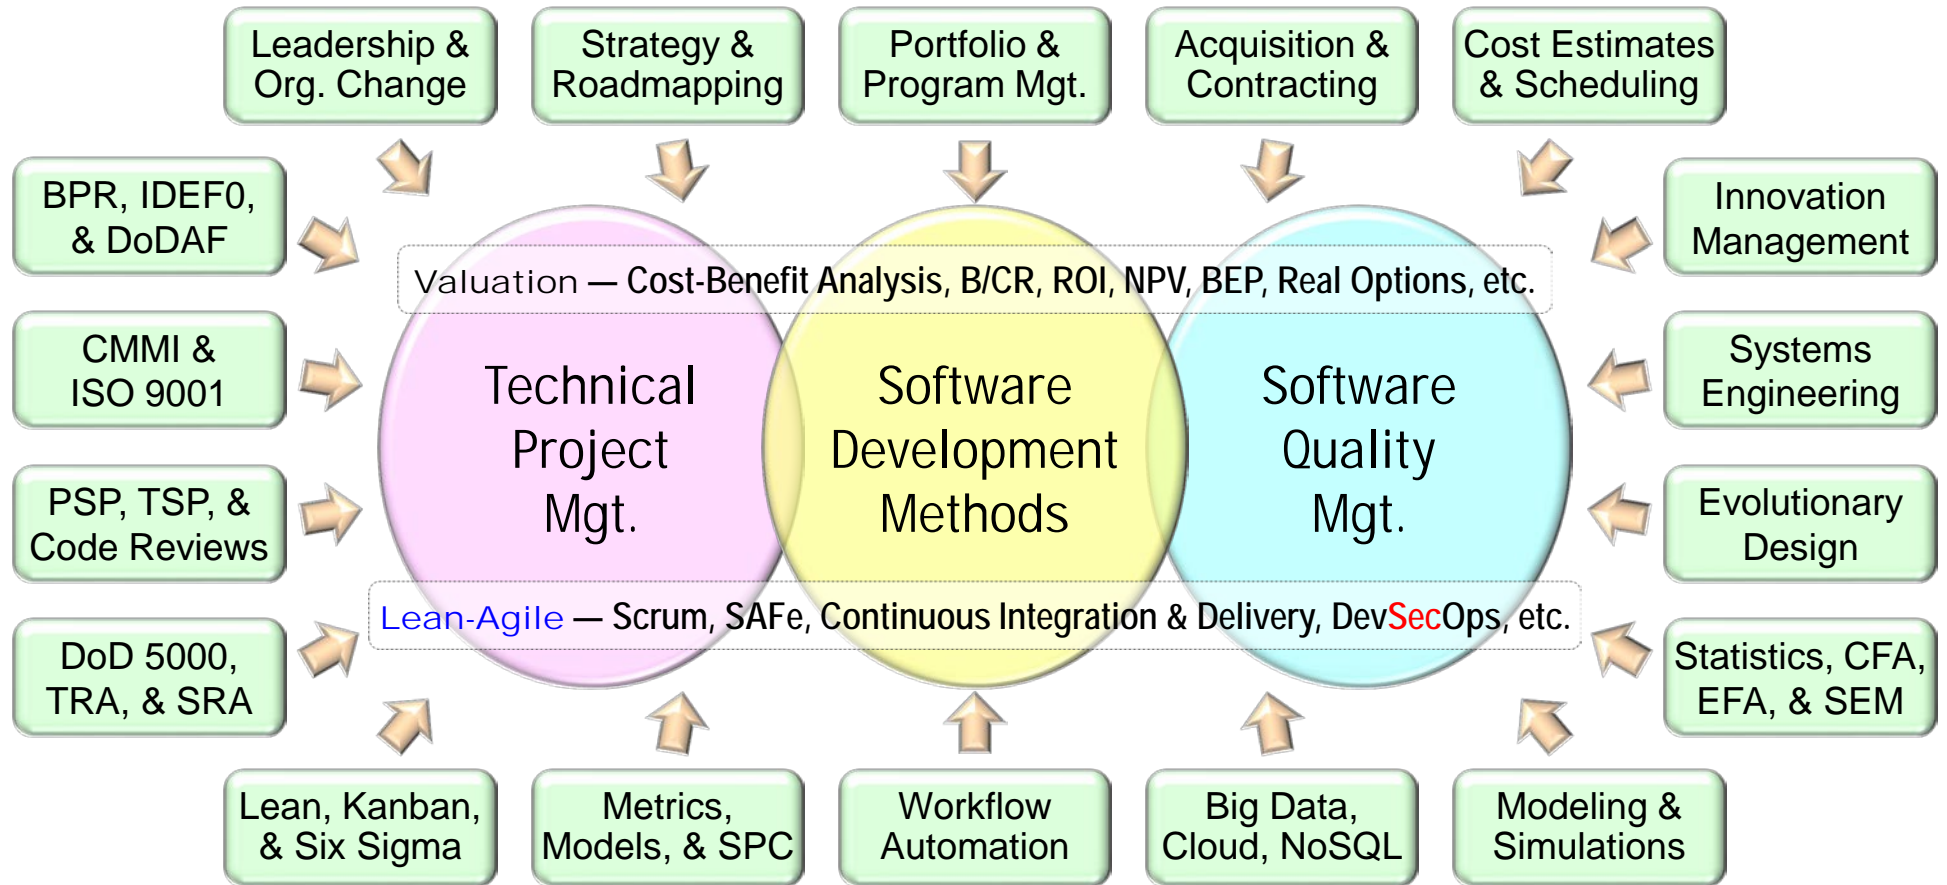 Leadership &
Org. Change
Strategy &
Roadmapping
Portfolio &
Program Mgt.
Acquisition &
Contracting
Cost Estimates
& Scheduling
BPR, IDEF0,
& DoDAF
Innovation
Management
Valuation — Cost-Benefit Analysis, B/CR, ROI, NPV, BEP, Real Options, etc.
CMMI &
ISO 9001
Technical
Project
Mgt.
Software
Development
Methods
Software
Quality
Mgt.
Systems
Engineering
PSP, TSP, &
Code Reviews
Evolutionary
Design
Lean-Agile — Scrum, SAFe, Continuous Integration & Delivery, DevSecOps, etc.
DoD 5000,
TRA, & SRA
Statistics, CFA,
EFA, & SEM
Lean, Kanban,
& Six Sigma
Metrics,
Models, & SPC
Workflow
Automation
Big Data,
Cloud, NoSQL
Modeling &
Simulations